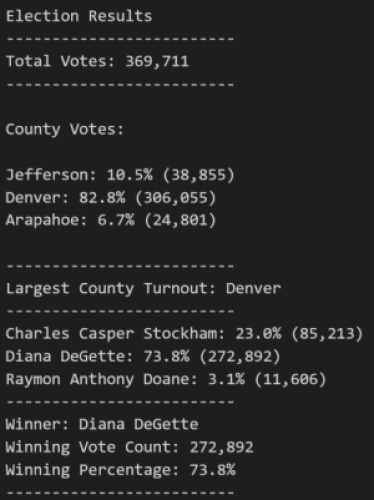 Election Results
-------------------------
Total Votes: 369,711
-------------------------
County Votes:
Jefferson: 10.5% (38,855)
Denver: 82.8% (306,055)
Arapahoe: 6.7% (24,801)
-------------------------
Largest County Turnout: Denver
-------------------------
Charles Casper Stockham: 23.0% (85,213)
Diana DeGette: 73.8% (272,892)
Raymon Anthony Doane: 3.1% (11,606)
-------------------------
Winner: Diana DeGette
Winning Vote Count: 272,892
Winning Percentage: 73.8%
-------------------------